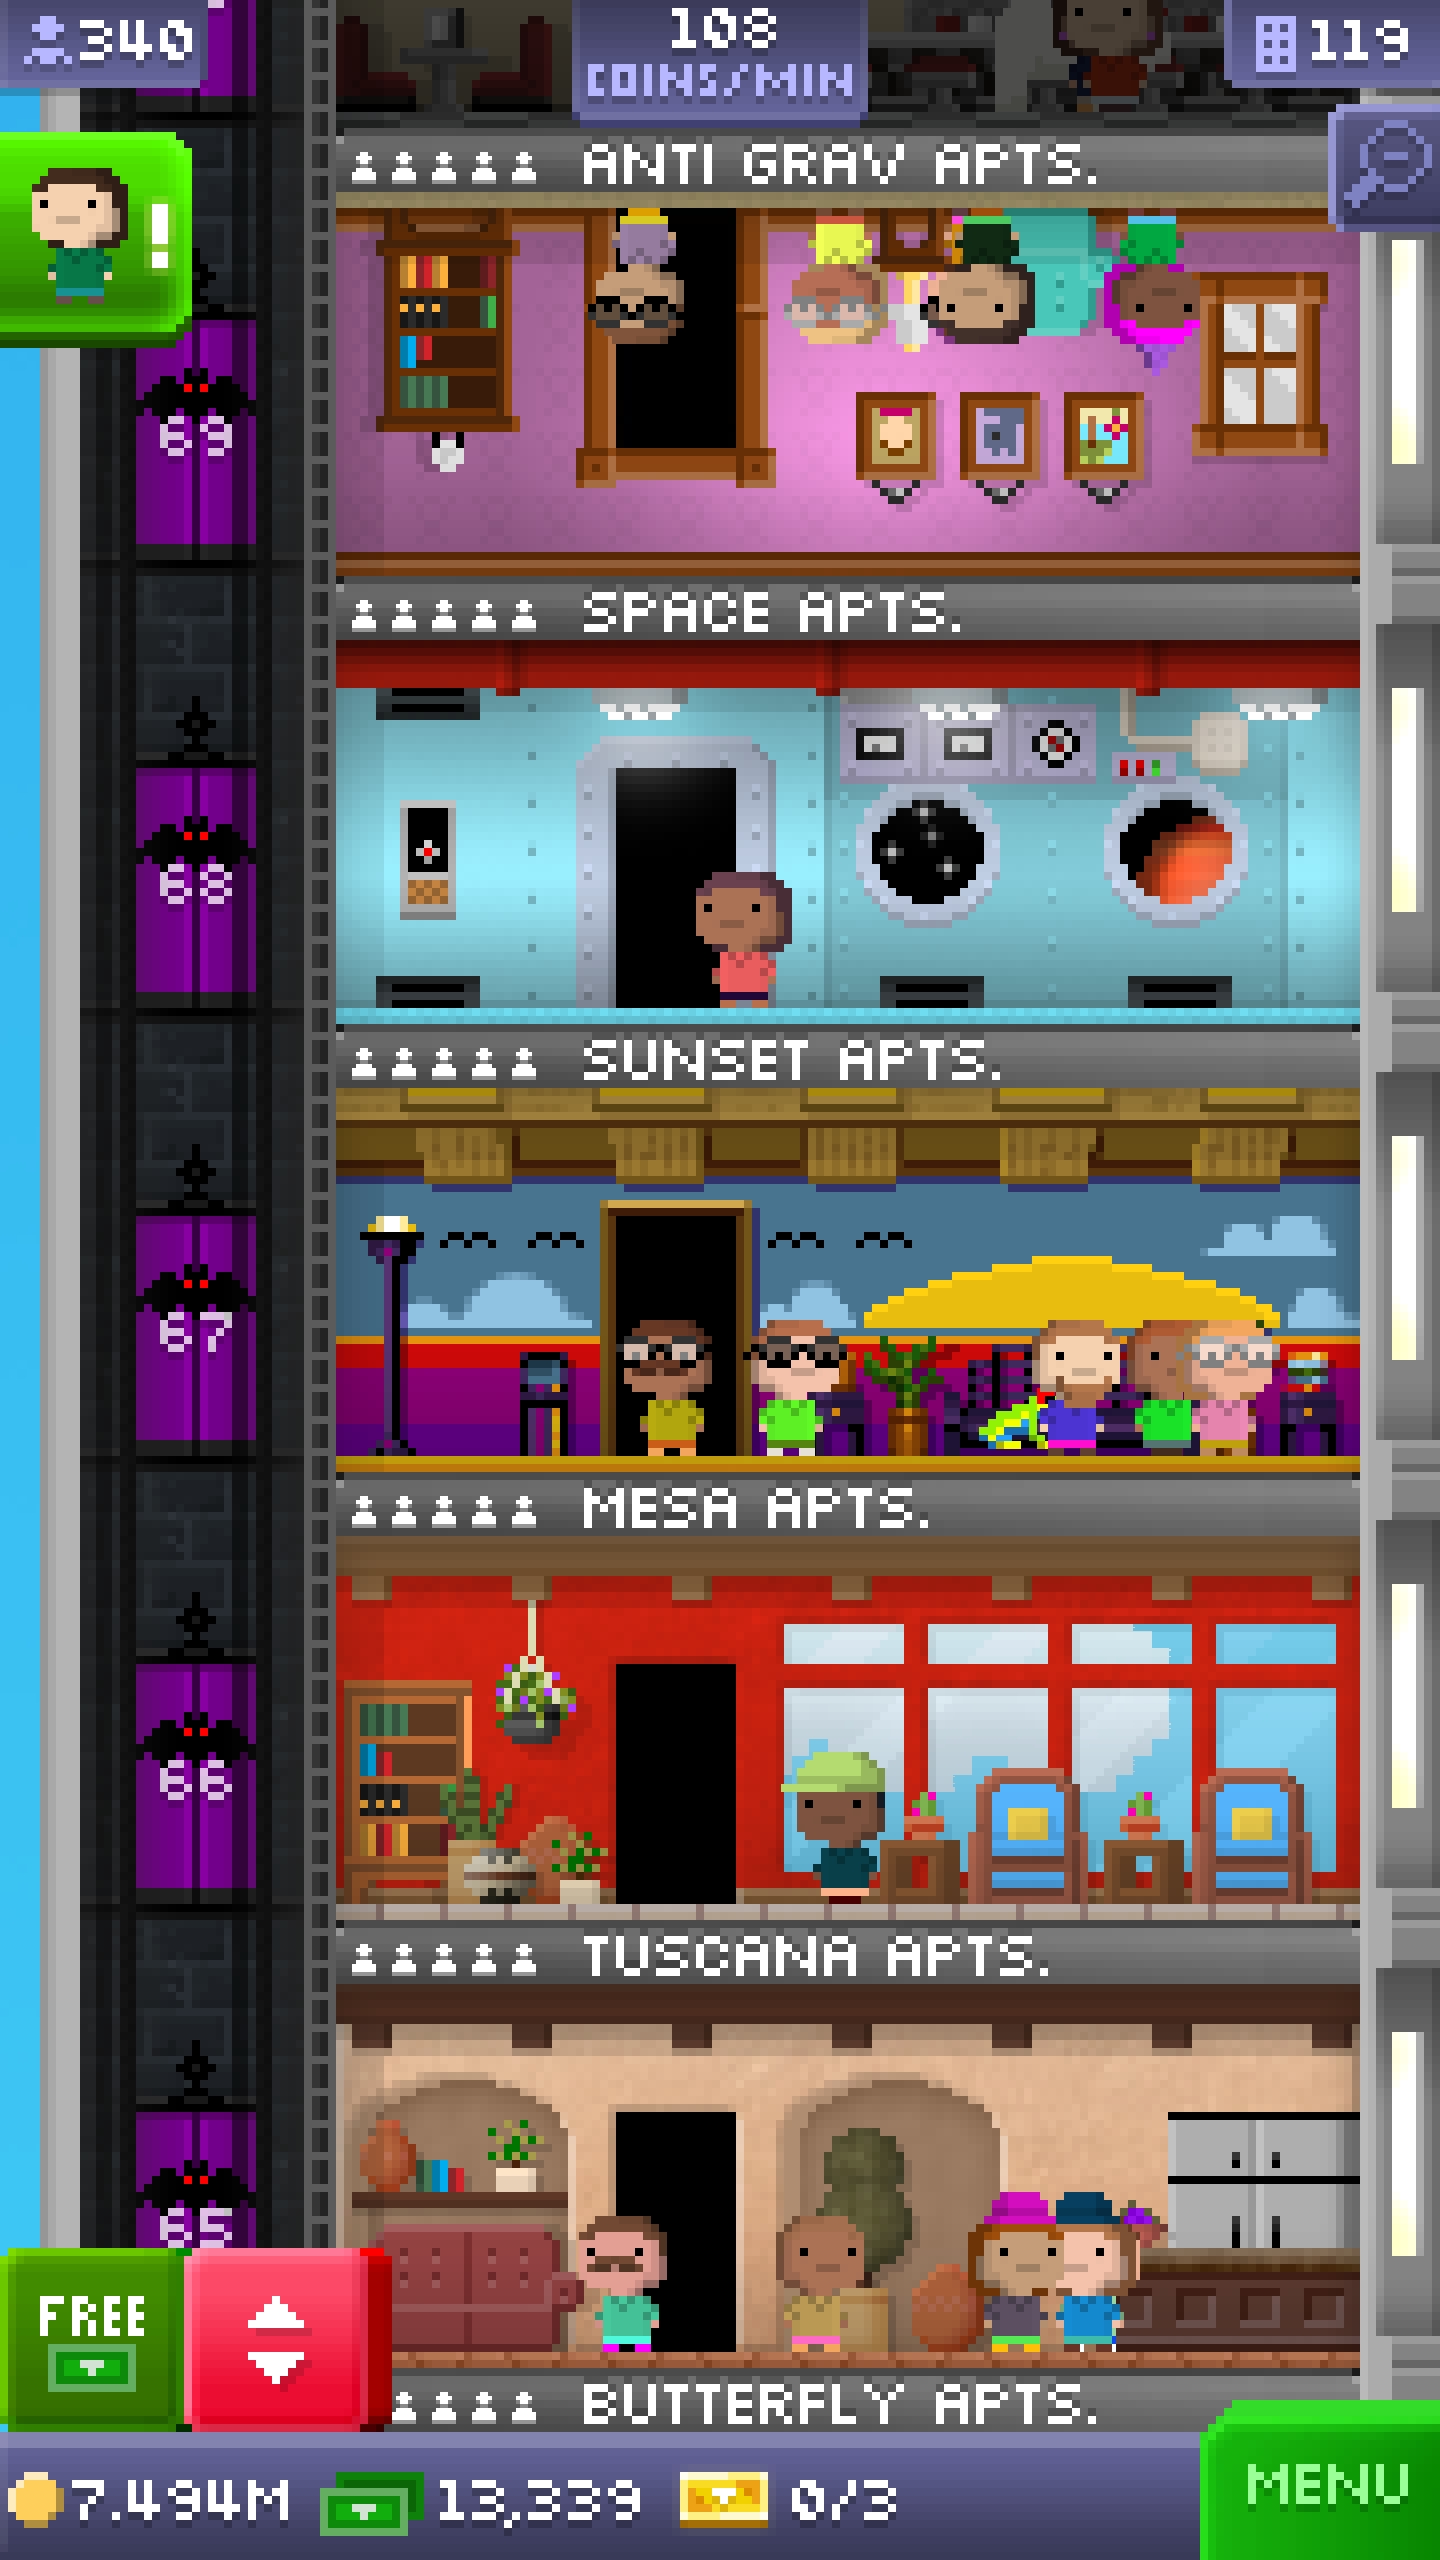 340
108
COINS/MIN
119
ANTI GRAV APTS.
!
69
SPACE APTS.
68
SUNSET APTS.
67
MESA APTS.
66
TUSCANA APTS.
65
FREE
BUTTERFLY APTS.
7.494M
13,339
0/3
MENU